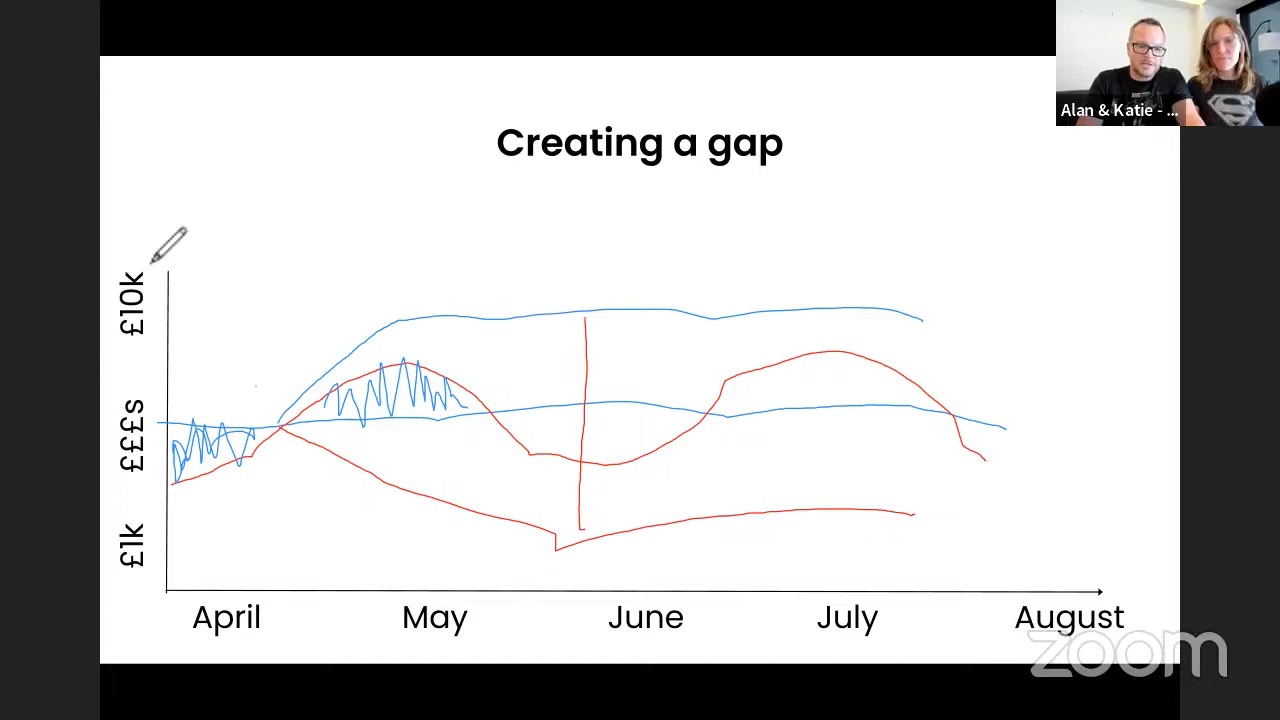 Alan & Katie - ...
Creating a gap
£10k
£££s
£1k
April May June July August
zoom